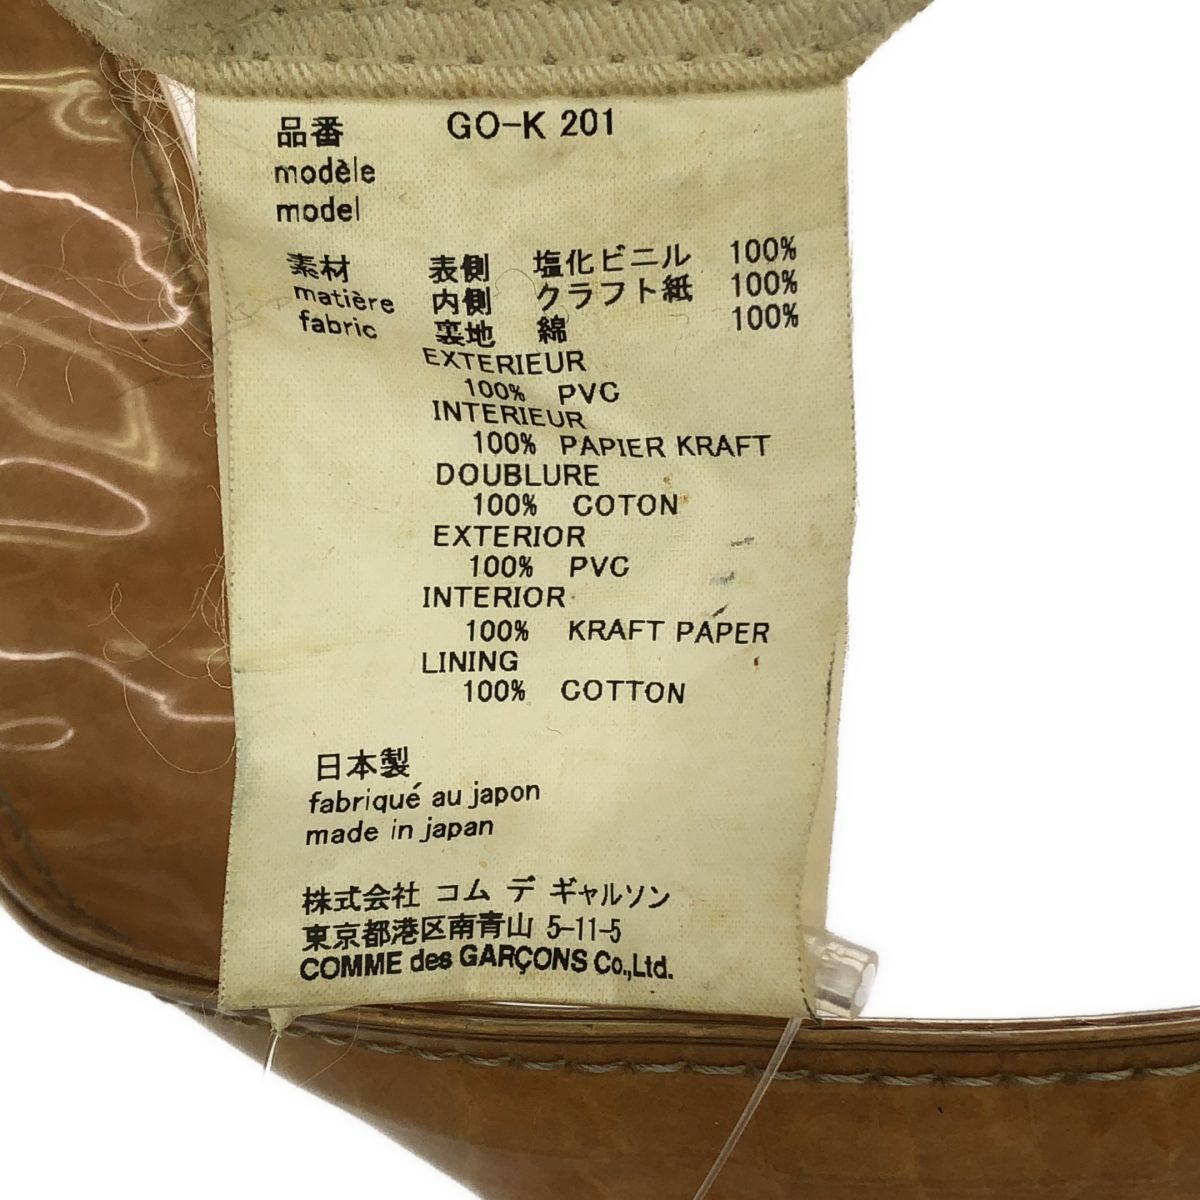 品番 GO-K 201
modèle
model
素材 表側 塩化ビニル 100%
matière 内側 クラフト紙 100%
fabric 裏地 綿 100%
EXTERIEUR
100% PVC
INTERIEUR
100% PAPIER KRAFT
DOUBLURE
100% COTON
EXTERIOR
100% PVC
INTERIOR
100% KRAFT PAPER
LINING
100% COTTON
日本製
fabriqué au japon
made in japan
株式会社 コム デ ギャルソン
東京都港区南青山 5-11-5
COMME des GARÇONS Co.,Ltd.